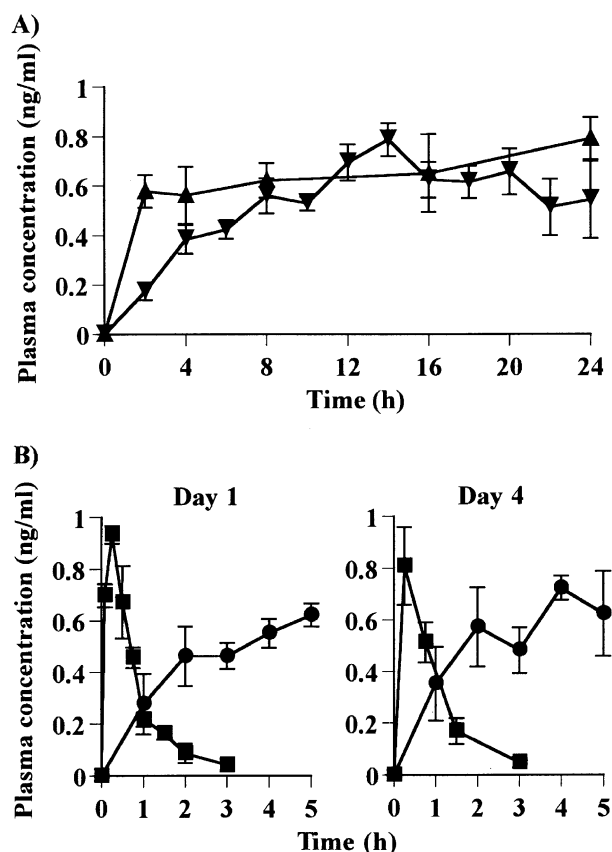 A)
Plasma concentration (ng/ml)
1
0.8
0.6
0.4
0.2
0
0 4 8 12 16 20 24
Time (h)
B)
Day 1 Day 4
Plasma concentration (ng/ml)
1 1
0.8 0.8
0.6 0.6
0.4 0.4
0.2 0.2
0 0
0 1 2 3 4 5 0 1 2 3 4 5
Time (h)